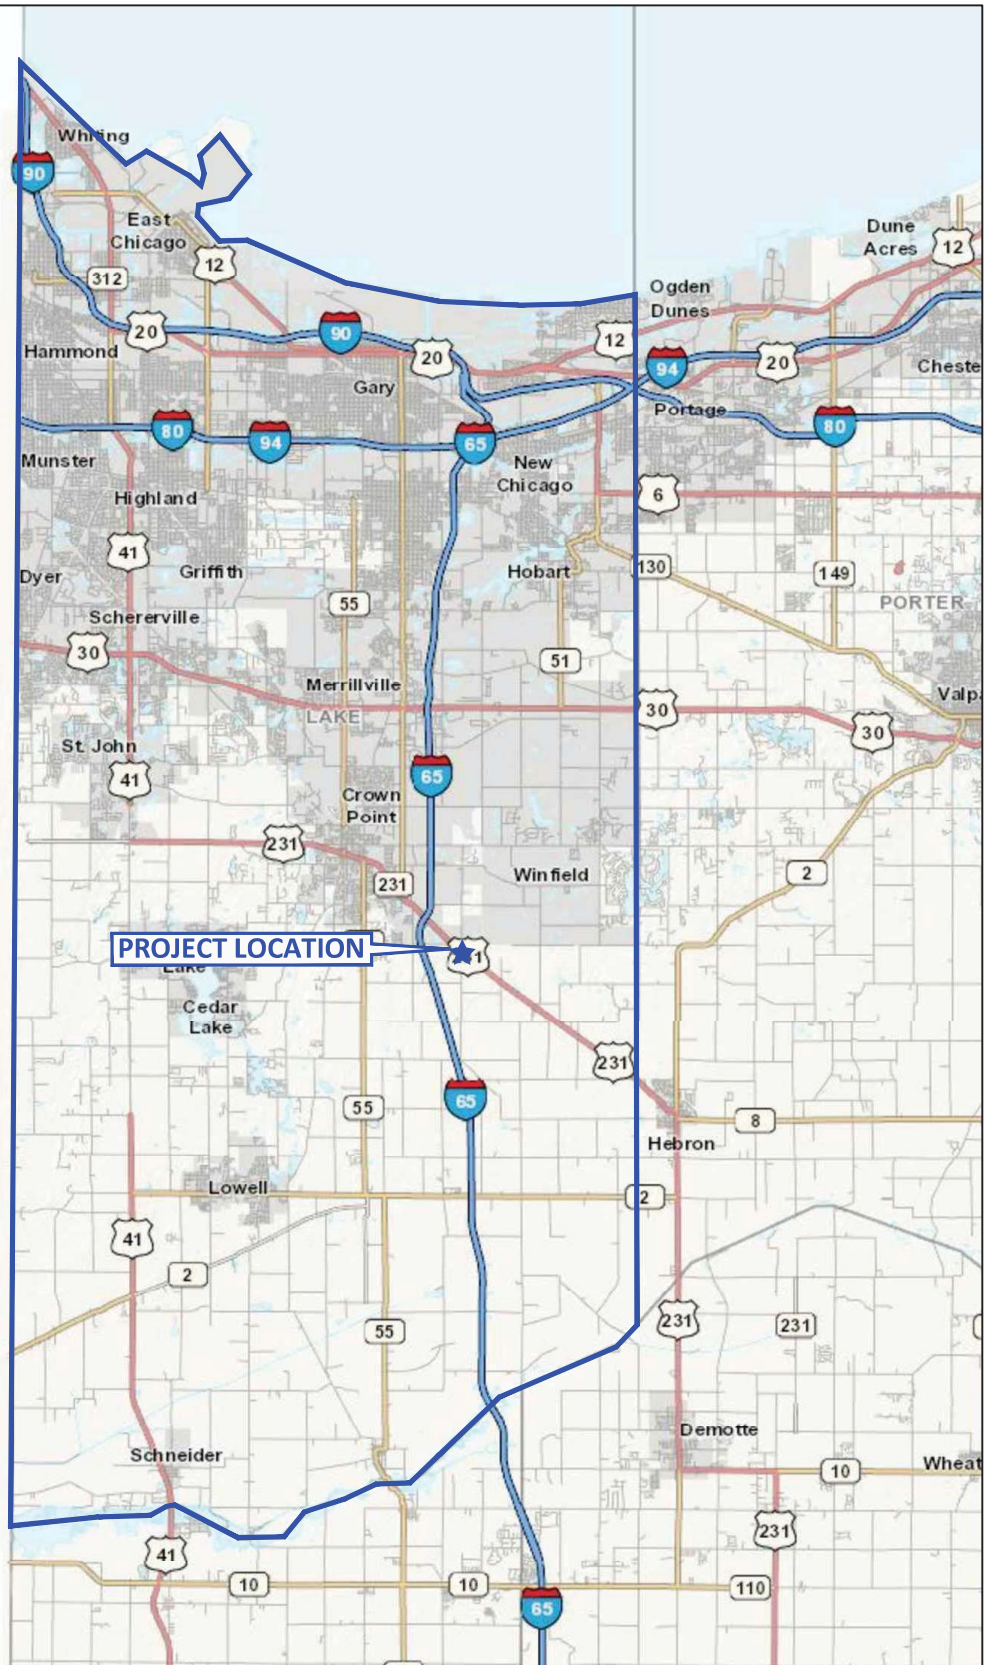 Whiting
90
East
Chicago
12
Dune
Acres
12
312
Ogden
Dunes
20
90
12
Hammond
20
94
20
Cheste
Gary
Portage
80
94
65
80
Munster
New
Chicago
Highland
6
41
130
149
Dyer
Griffith
Hobart
55
PORTER
Schererville
30
51
Merrillville
Valpa
LAKE
30
30
St. John
41
65
Crown
Point
231
231
Winfield
2
PROJECT LOCATION
Lake
Cedar
Lake
231
65
55
8
Hebron
Lowell
2
41
2
231
231
55
Demotte
Schneider
10
Wheat
231
41
10
10
110
65